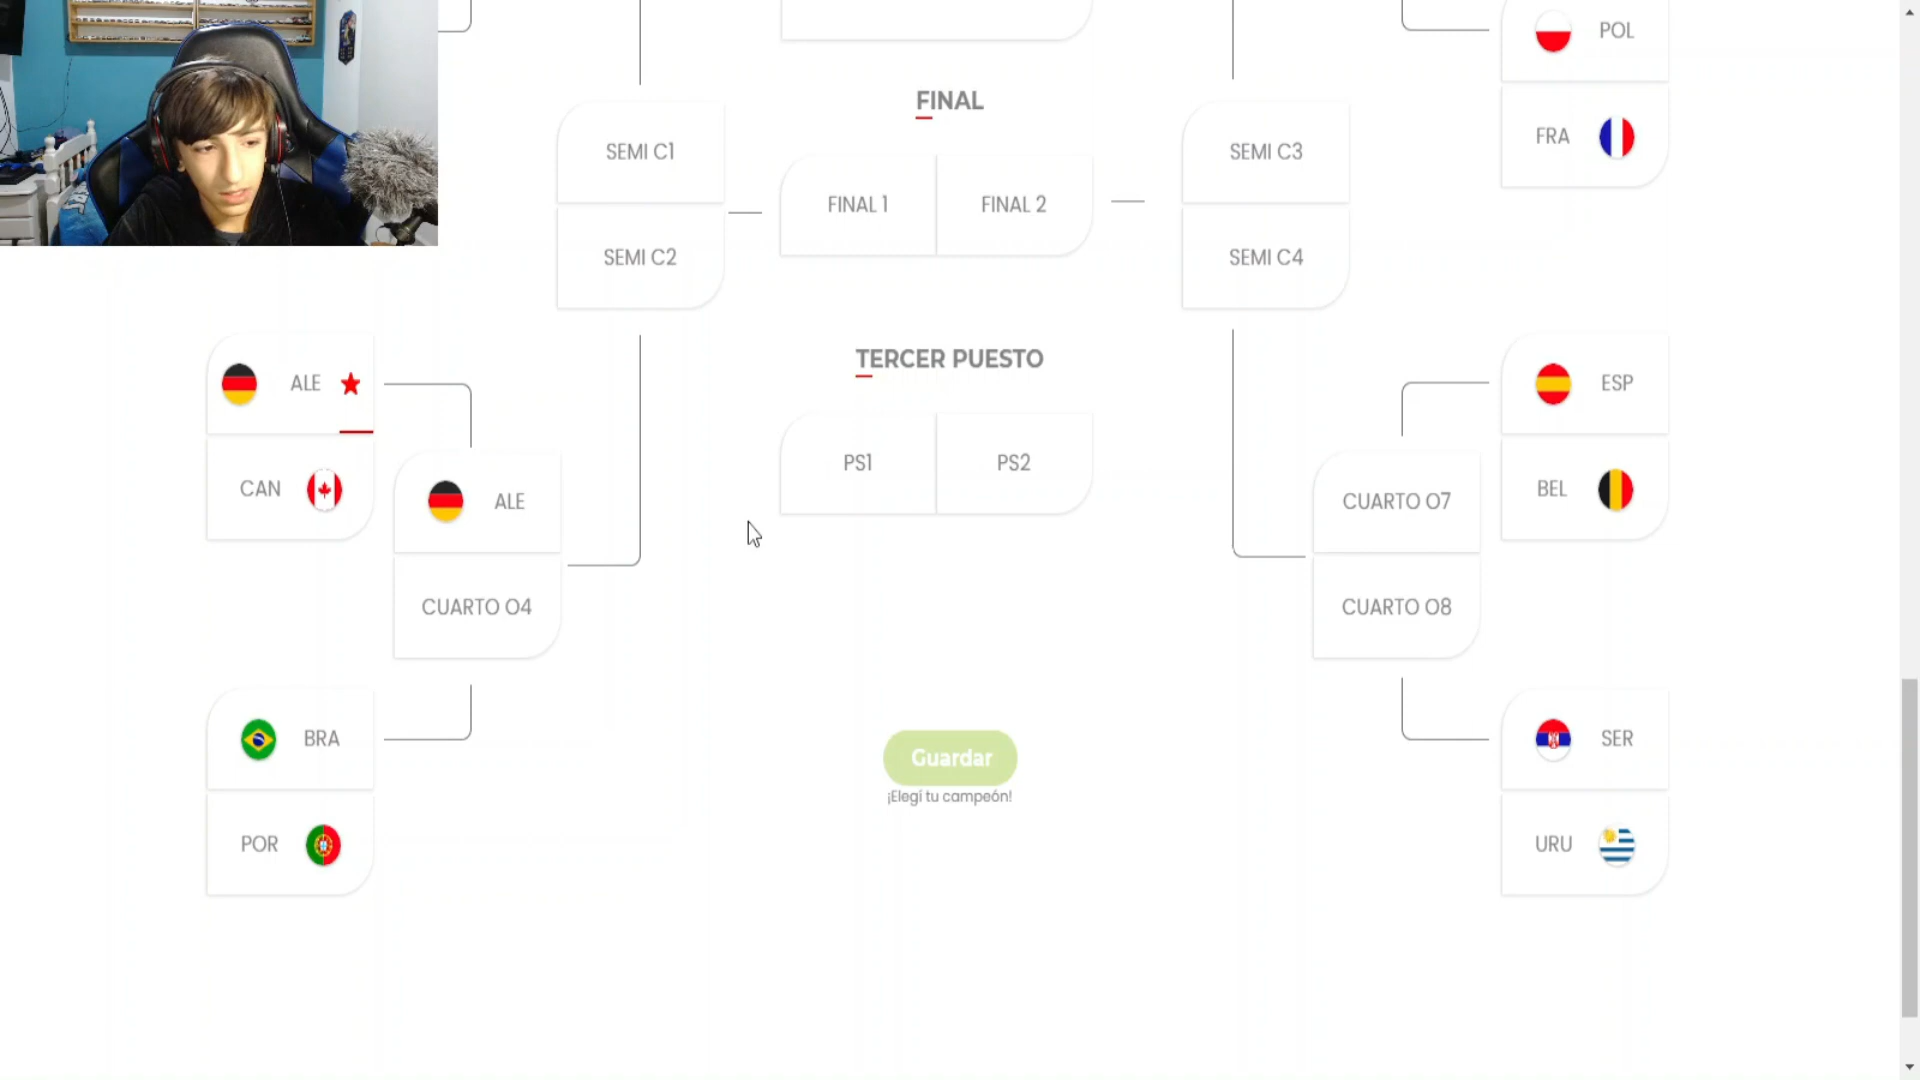 POL
FINAL
FRA
SEMI C1
SEMI C3
FINAL 1
FINAL 2
SEMI C2
SEMI C4
TERCER PUESTO
ALE
ESP
PS1
PS2
CAN
BEL
ALE
CUARTO O7
CUARTO O4
CUARTO O8
BRA
SER
Guardar
¡Elegí tu campeón!
POR
URU